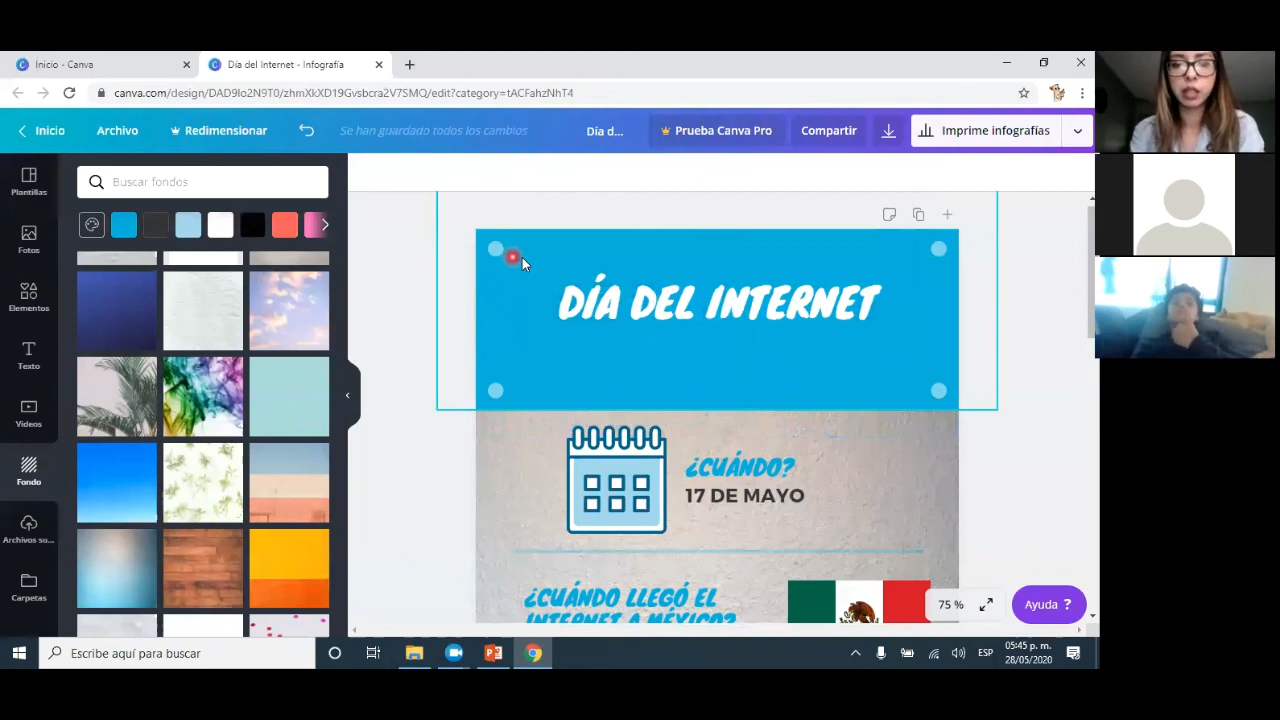 Inicio - Canva
Día del Internet - Infografía
canva.com/design/DAD9Io2N9T0/zhmXkXD19Gvsbcra2V7SMQ/edit?category=tACFahzNhT4
Inicio
Archivo
Redimensionar
Se han guardado todos los cambios
Día d...
Prueba Canva Pro
Compartir
Imprime infografías
Plantillas
Fotos
Elementos
Texto
Videos
Fondo
Archivos su...
Carpetas
Buscar fondos
DÍA DEL INTERNET
¿CUÁNDO?
17 DE MAYO
¿CUÁNDO LLEGÓ EL
INTERNET A MÉXICO?
75 %
Ayuda ?
Escribe aquí para buscar
ESP
05:45 p. m.
28/05/2020